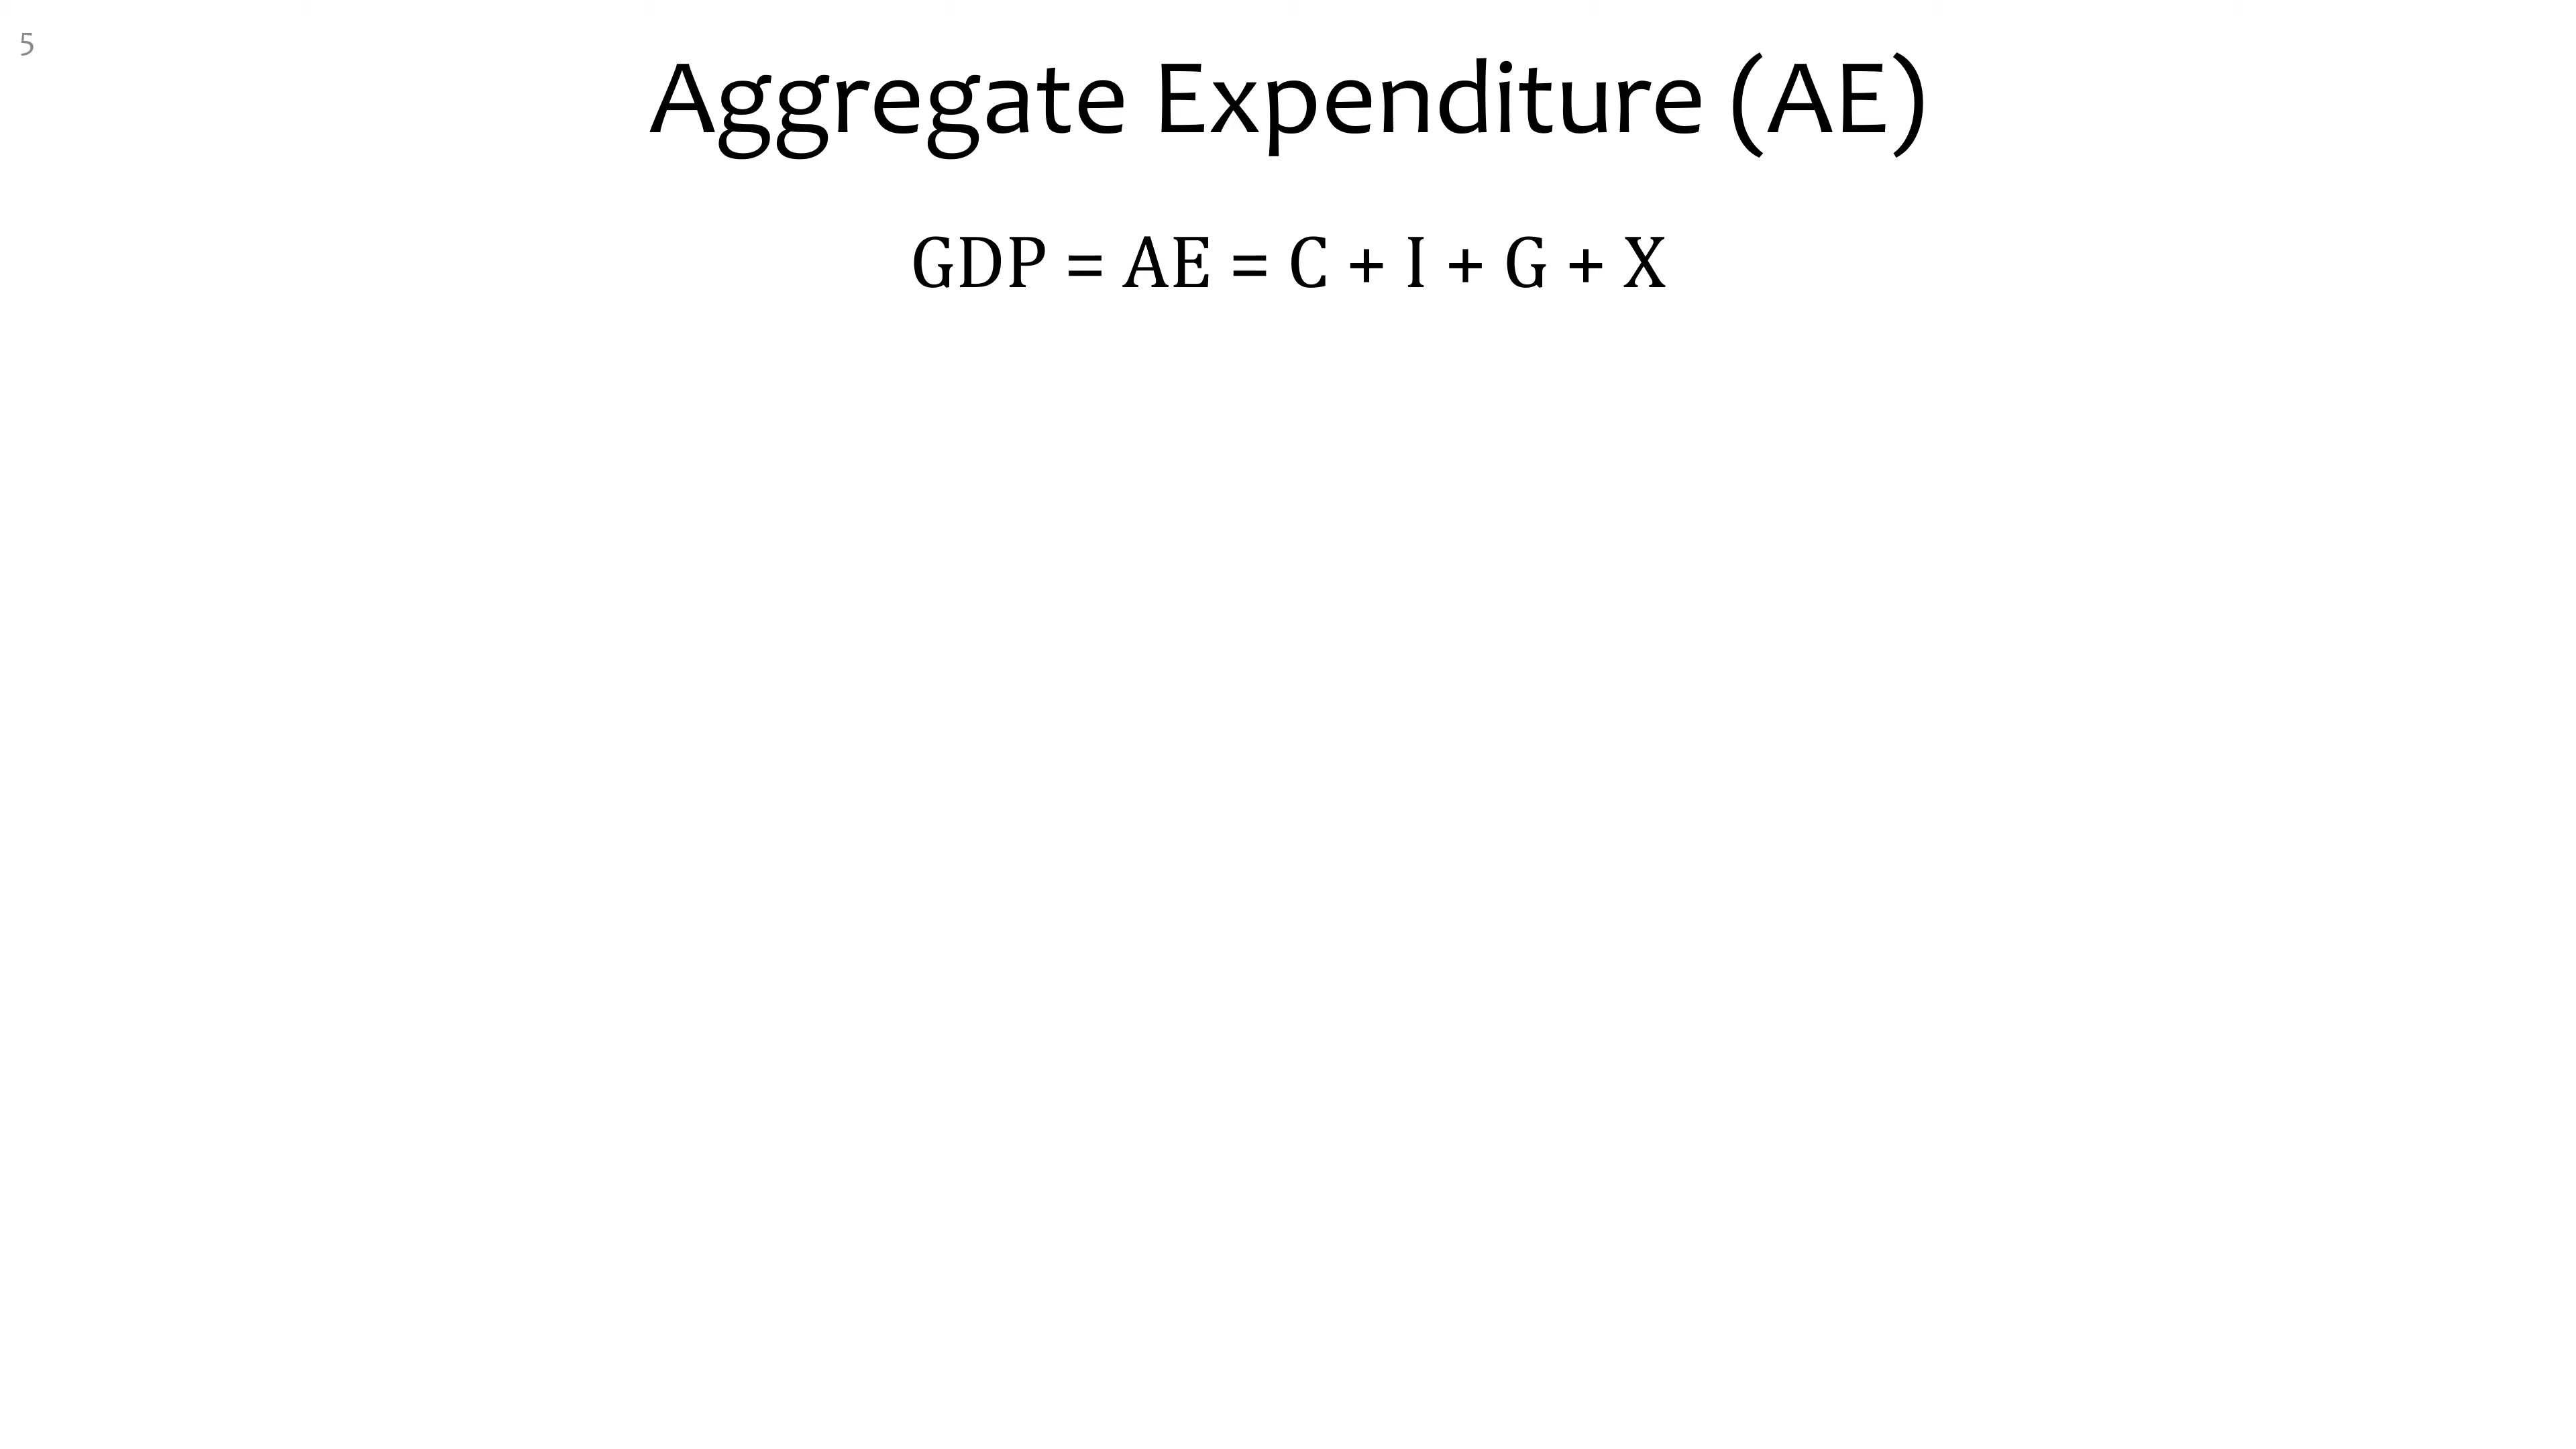 5
Aggregate Expenditure (AE)
GDP = AE = C + I + G + X